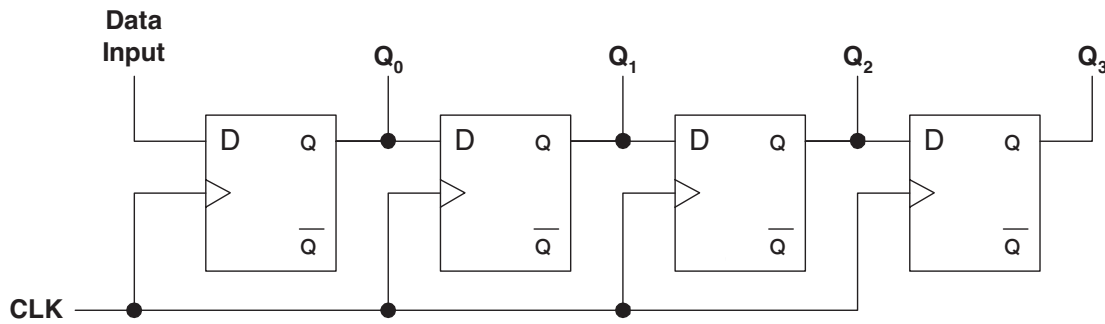 Data
Input
Q₀
Q₁
Q₂
Q₃
D Q
D Q
D Q
D Q
Q̅
Q̅
Q̅
Q̅
CLK